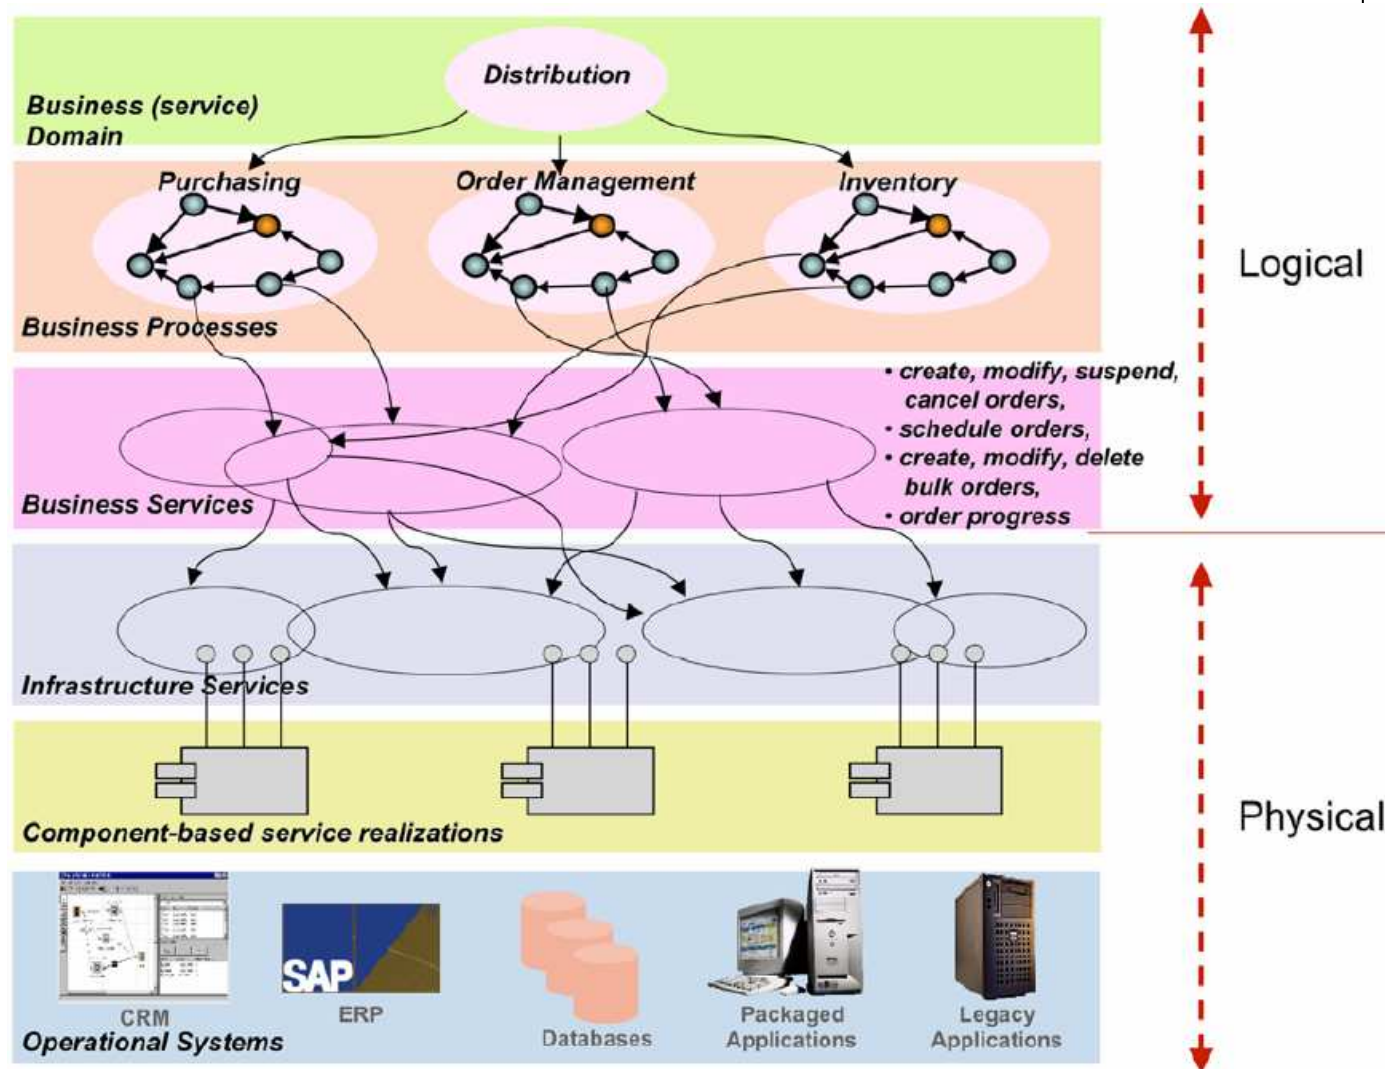 Distribution
Business (service)
Domain
Purchasing
Order Management
Inventory
Logical
Business Processes
• create, modify, suspend,
cancel orders,
• schedule orders,
• create, modify, delete
bulk orders,
• order progress
Business Services
Infrastructure Services
Physical
Component-based service realizations
SAP
CRM
ERP
Databases
Packaged
Applications
Legacy
Applications
Operational Systems